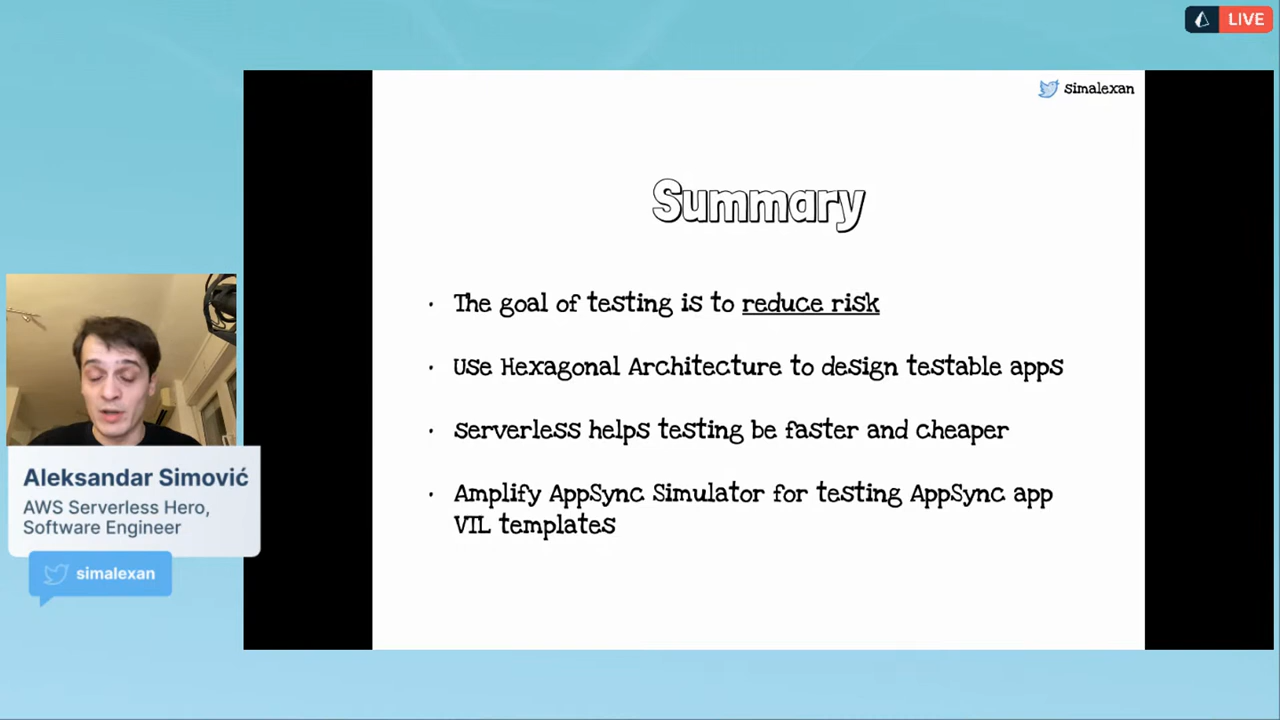 LIVE
simalexan
Summary
· The goal of testing is to reduce risk
· Use Hexagonal Architecture to design testable apps
· Serverless helps testing be faster and cheaper
· Amplify AppSync Simulator for testing AppSync app
VIL templates
Aleksandar Simović
AWS Serverless Hero,
Software Engineer
simalexan